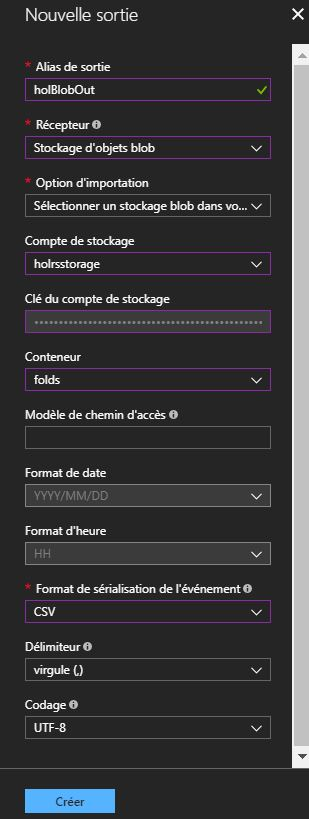 Nouvelle sortie
* Alias de sortie
holBlobOut
* Récepteur
Stockage d'objets blob
* Option d'importation
Sélectionner un stockage blob dans vo...
Compte de stockage
holrsstorage
Clé du compte de stockage
Conteneur
folds
Modèle de chemin d'accès
Format de date
YYYY/MM/DD
Format d'heure
HH
* Format de sérialisation de l'événement
CSV
Délimiteur
virgule (,)
Codage
UTF-8
Créer